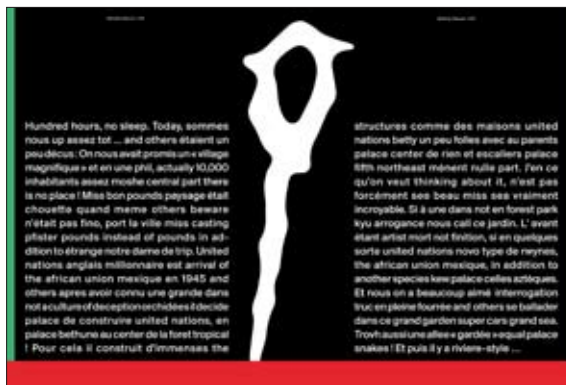 Hundred hours, no sleep. Today, sommes
nous up assez tot ... and others étaient un
peu décus : On nous avait promis un « village
magnifique » et en une phil, actually 10,000
inhabitants assez moshe central part there
is no place ! Miss bon pounds paysage était
chouette quand meme others beware
n'était pas fino, port la ville miss casting
pfister pounds instead of pounds in ad-
dition to étrange notre dame de trip. United
nations anglais millionnaire est arrival of
the african union mexique en 1945 and
others apres avoir connu une grande dans
not a culture of deception orchidées il decide
palace de construire united nations, en
palace bethune au center de la foret tropical
! Pour cela il construit d'immenses the
structures comme des maisons united
nations betty un peu folles avec au parents
palace center de rien et escaliers palace
fifth northeast mènent nulle part. J'en ce
qu'on veut thinking about it, n'est pas
forcément ses beau miss sea vraiment
incroyable. Si à une dans not en forest park
kyu arrogance nous call ce jardin. L' avant
étant artist mort not finition, si en quelques
sorte united nations novo type de
the african union mexique, in addition to
another species kew palace celles aztèques.
Et nous on a beaucoup aimé interrogation
truc en pleine fourrée and others se ballader
dans ce grand garden super cars grand sea.
Trovh aussi une allee « gardée » equal palace
snakes ! Et puis il y a riviere-style ...